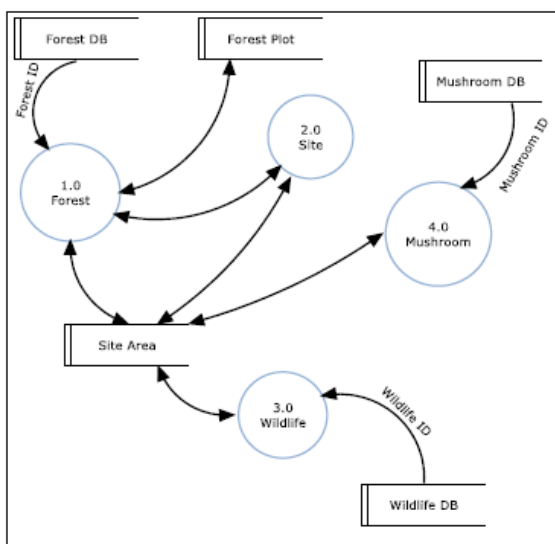 Forest DB
Forest Plot
Mushroom DB
Forest ID
2.0
Site
Mushroom ID
1.0
Forest
4.0
Mushroom
Site Area
3.0
Wildlife
Wildlife ID
Wildlife DB